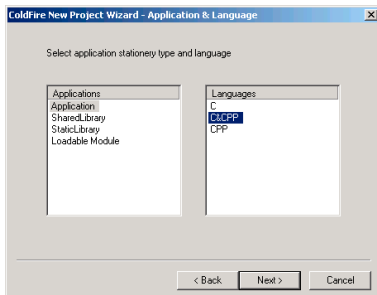 ColdFire New Project Wizard - Application & Language
Select application stationery type and language
Applications
Application
SharedLibrary
StaticLibrary
Loadable Module
Languages
C
C&CPP
CPP
< Back
Next >
Cancel